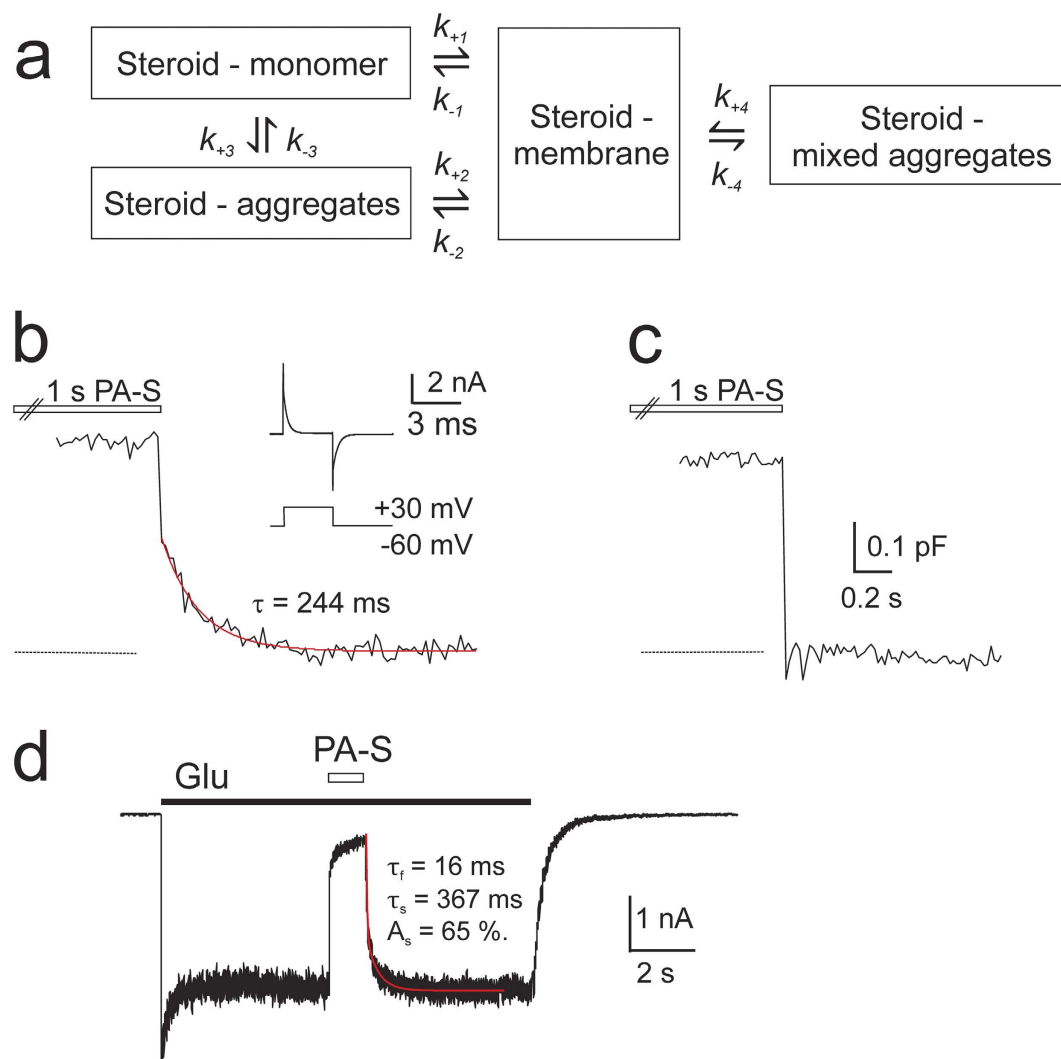 a
Steroid - monomer
k+1
k-1
k+3
k-3
Steroid - aggregates
k+2
k-2
Steroid -
membrane
k+4
k-4
Steroid -
mixed aggregates
b
1 s PA-S
2 nA
3 ms
+30 mV
-60 mV
τ = 244 ms
c
1 s PA-S
0.1 pF
0.2 s
d
PA-S
Glu
τf = 16 ms
τs = 367 ms
As = 65 %.
1 nA
2 s